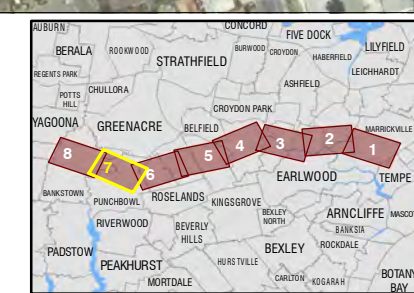 AUBURN
CONCORD
FIVE DOCK
BERALA
ROOKWOOD
STRATHFIELD
BURWOOD
CROYDON
HABERFIELD
LILYFIELD
REGENTS PARK
LEICHHARDT
CHULLORA
ASHFIELD
POTTS
HILL
CROYDON PARK
YAGOONA
GREENACRE
BELFIELD
MARRICKVILLE
8
7
6
5
4
3
2
1
BANKSTOWN
PUNCHBOWL
ROSELANDS
KINGSGROVE
EARLWOOD
TEMPE
RIVERWOOD
BEVERLY
HILLS
BEXLEY
NORTH
ARNCLIFFE
MASCO
BANKSIA
PADSTOW
PEAKHURST
BEXLEY
ROCKDALE
HURSTVILLE
MORTDALE
CARLTON
KOGARAH
BOTANY
BAY